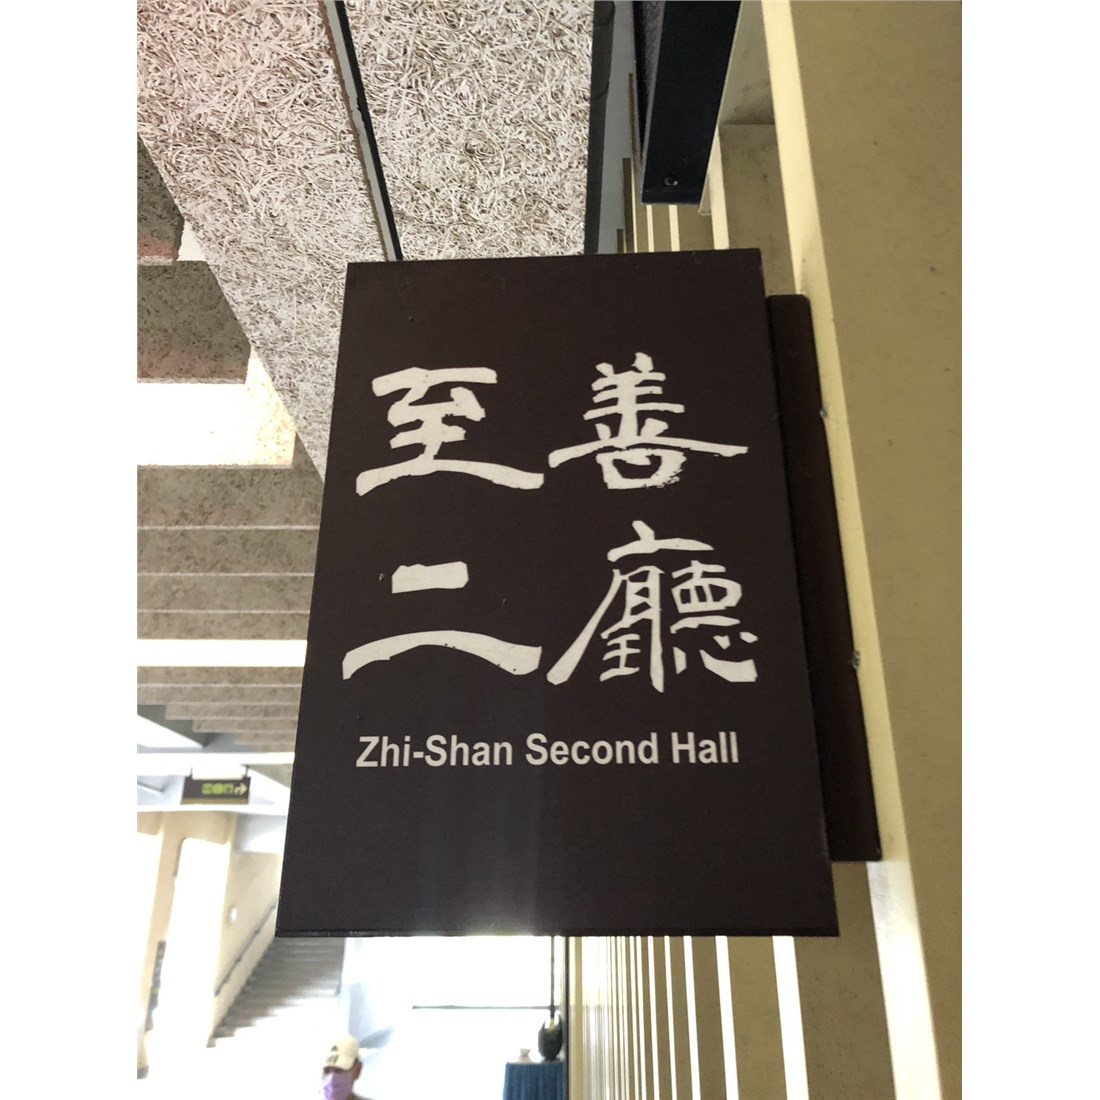 至善
二廳
Zhi-Shan Second Hall